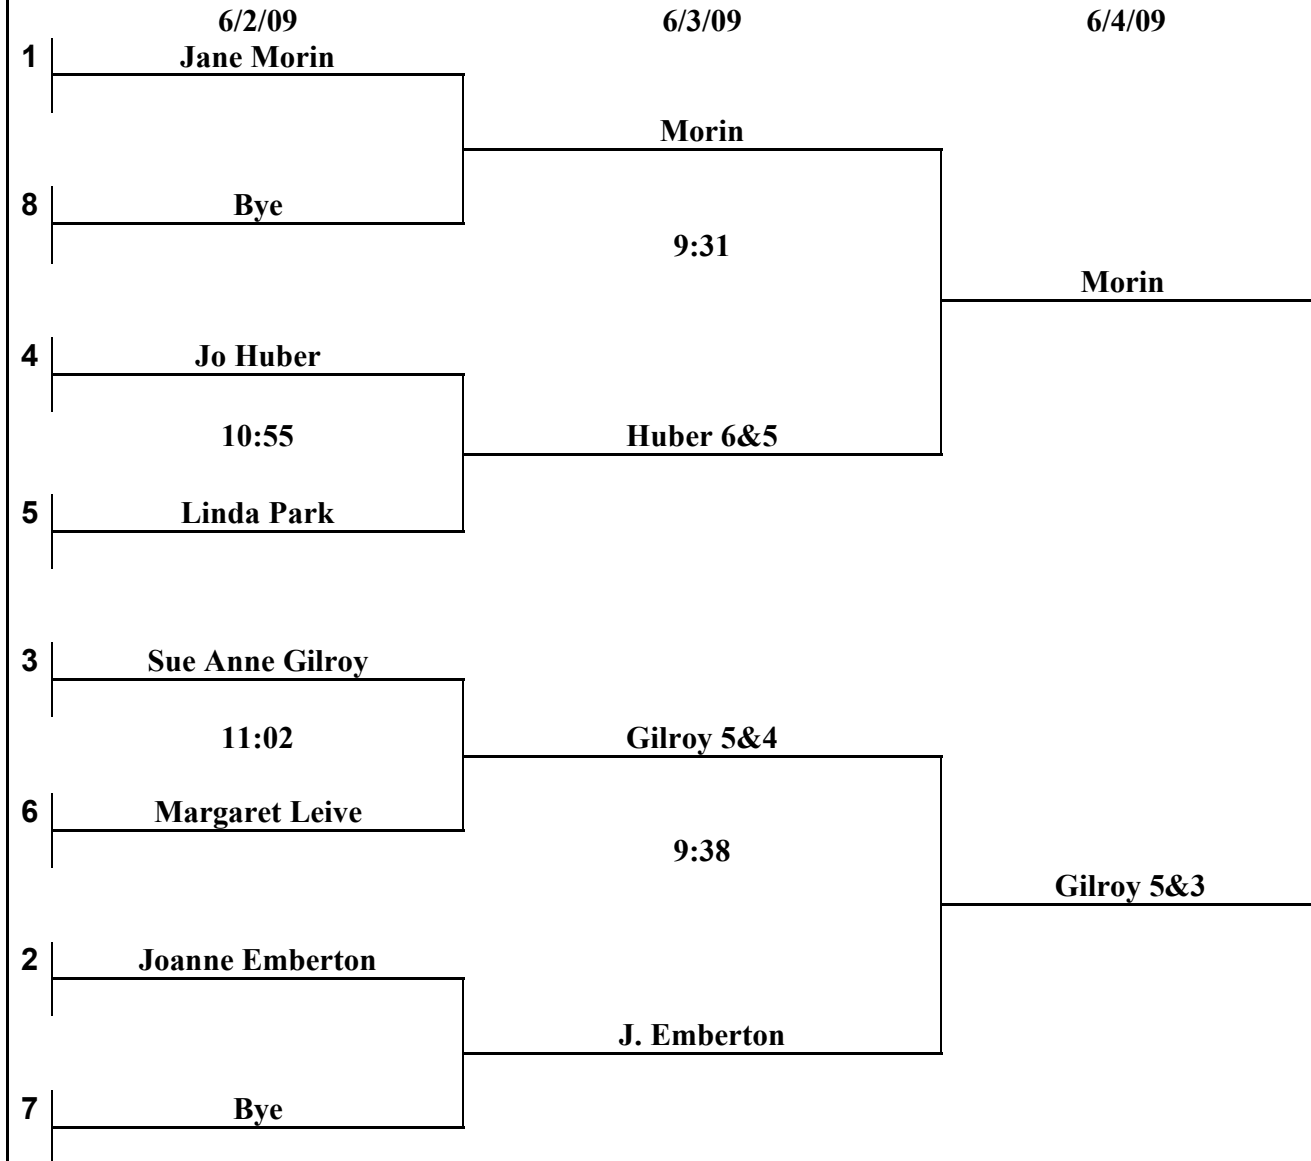 6/2/09 6/3/09 6/4/09
1 Jane Morin
Morin
8 Bye
9:31
Morin
4 Jo Huber
10:55 Huber 6&5
5 Linda Park
3 Sue Anne Gilroy
11:02 Gilroy 5&4
6 Margaret Leive
9:38
Gilroy 5&3
2 Joanne Emberton
J. Emberton
7 Bye